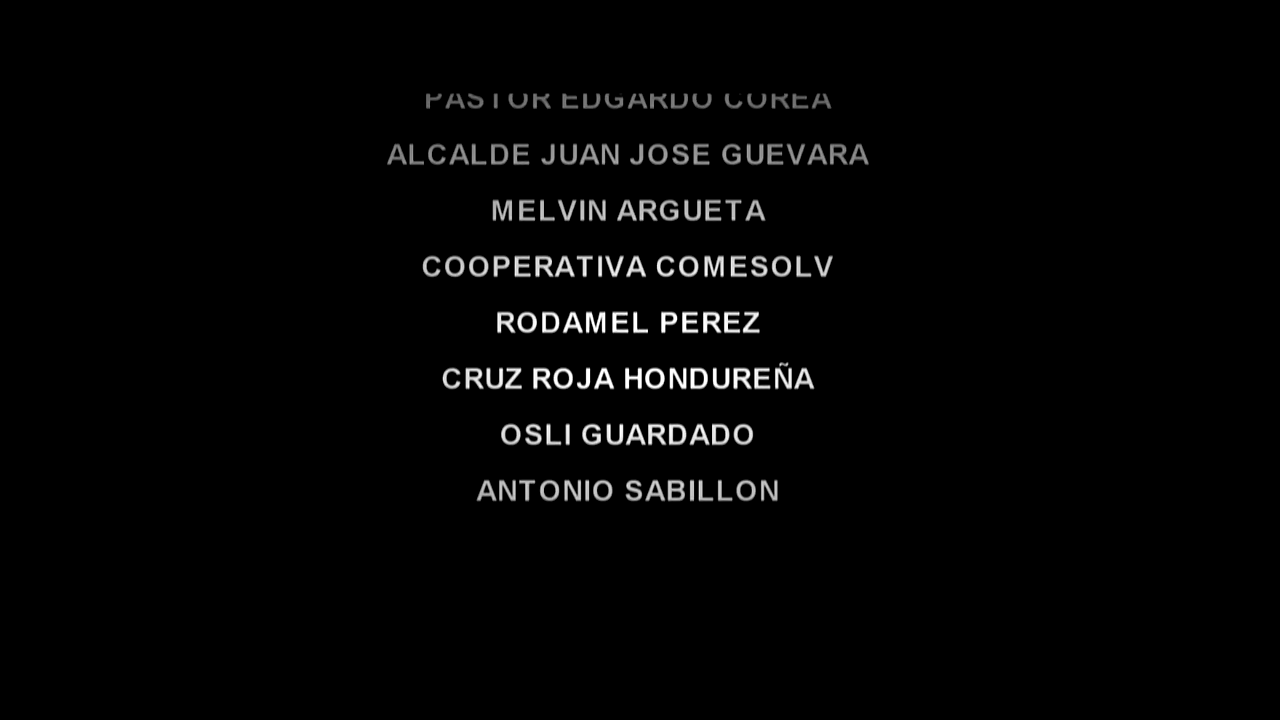 PASTOR EDGARDO COREA
ALCALDE JUAN JOSE GUEVARA
MELVIN ARGUETA
COOPERATIVA COMESOLV
RODAMEL PEREZ
CRUZ ROJA HONDUREÑA
OSLI GUARDADO
ANTONIO SABILLON